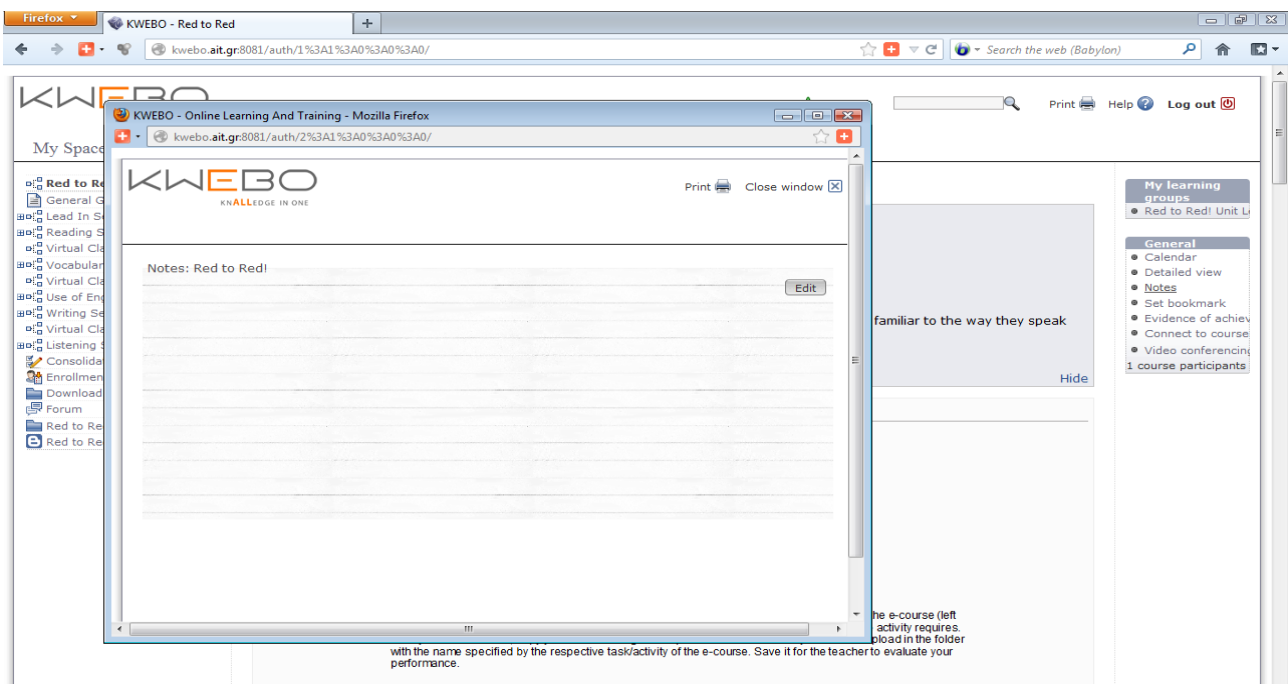 Firefox
KWEBO - Red to Red
kwebo.ait.gr:8081/auth/1%3A1%3A0%3A0%3A0/
Search the web (Babylon)
KWEBO
Print Help Log out
My Space
KWEBO - Online Learning And Training - Mozilla Firefox
kwebo.ait.gr:8081/auth/2%3A1%3A0%3A0%3A0/
KWEBO
KNALLEDGE IN ONE
Print Close window
Notes: Red to Red!
Edit
Red to Re
General G
Lead In Se
Reading S
Virtual Cla
Vocabular
Virtual Cla
Use of Eng
Writing Se
Virtual Cla
Listening S
Consolida
Enrollmen
Download
Forum
Red to Re
Red to Re
familiar to the way they speak
Hide
he e-course (left
activity requires.
pload in the folder
with the name specified by the respective task/activity of the e-course. Save it for the teacher to evaluate your
performance.
My learning
groups
Red to Red! Unit L
General
Calendar
Detailed view
Notes
Set bookmark
Evidence of achiev
Connect to course
Video conferencing
1 course participants